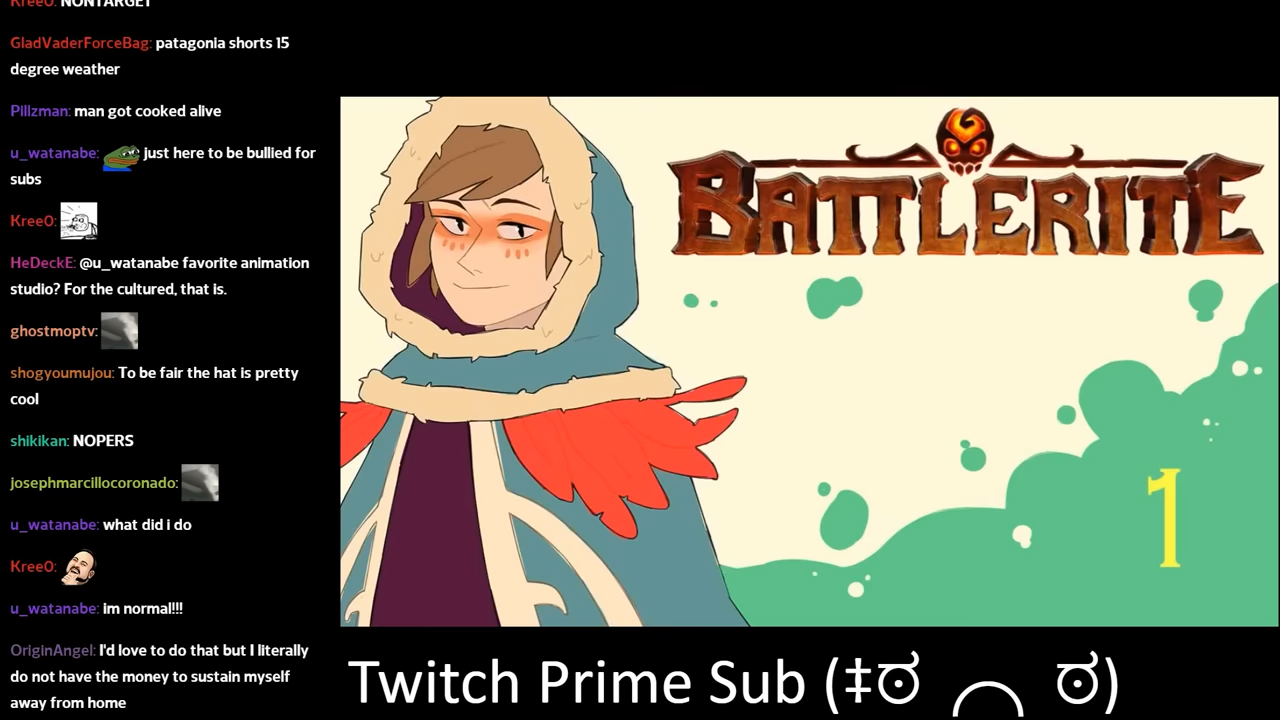 KreeO: NONTARGET
GladVaderForceBag: patagonia shorts 15
degree weather
Pillzman: man got cooked alive
u_watanabe: just here to be bullied for
subs
KreeO:
HeDeckE: @u_watanabe favorite animation
studio? For the cultured, that is.
ghostmoptv:
shogyoumujou: To be fair the hat is pretty
cool
shikikan: NOPERS
josephmarcillocoronado:
u_watanabe: what did i do
KreeO:
u_watanabe: im normal!!!
OriginAngel: I'd love to do that but I literally
do not have the money to sustain myself
away from home
BATTLERITE
1
Twitch Prime Sub (‡ಠ ╭╮ ಠ)